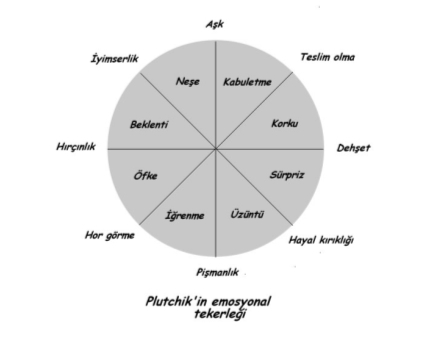 Aşk
İyimserlik
Teslim olma
Neşe
Kabuletme
Beklenti
Korku
Hırçınlık
Dehşet
Öfke
Sürpriz
İğrenme
Üzüntü
Hor görme
Hayal kırıklığı
Pişmanlık
Plutchik'in emosyonal
tekerleği